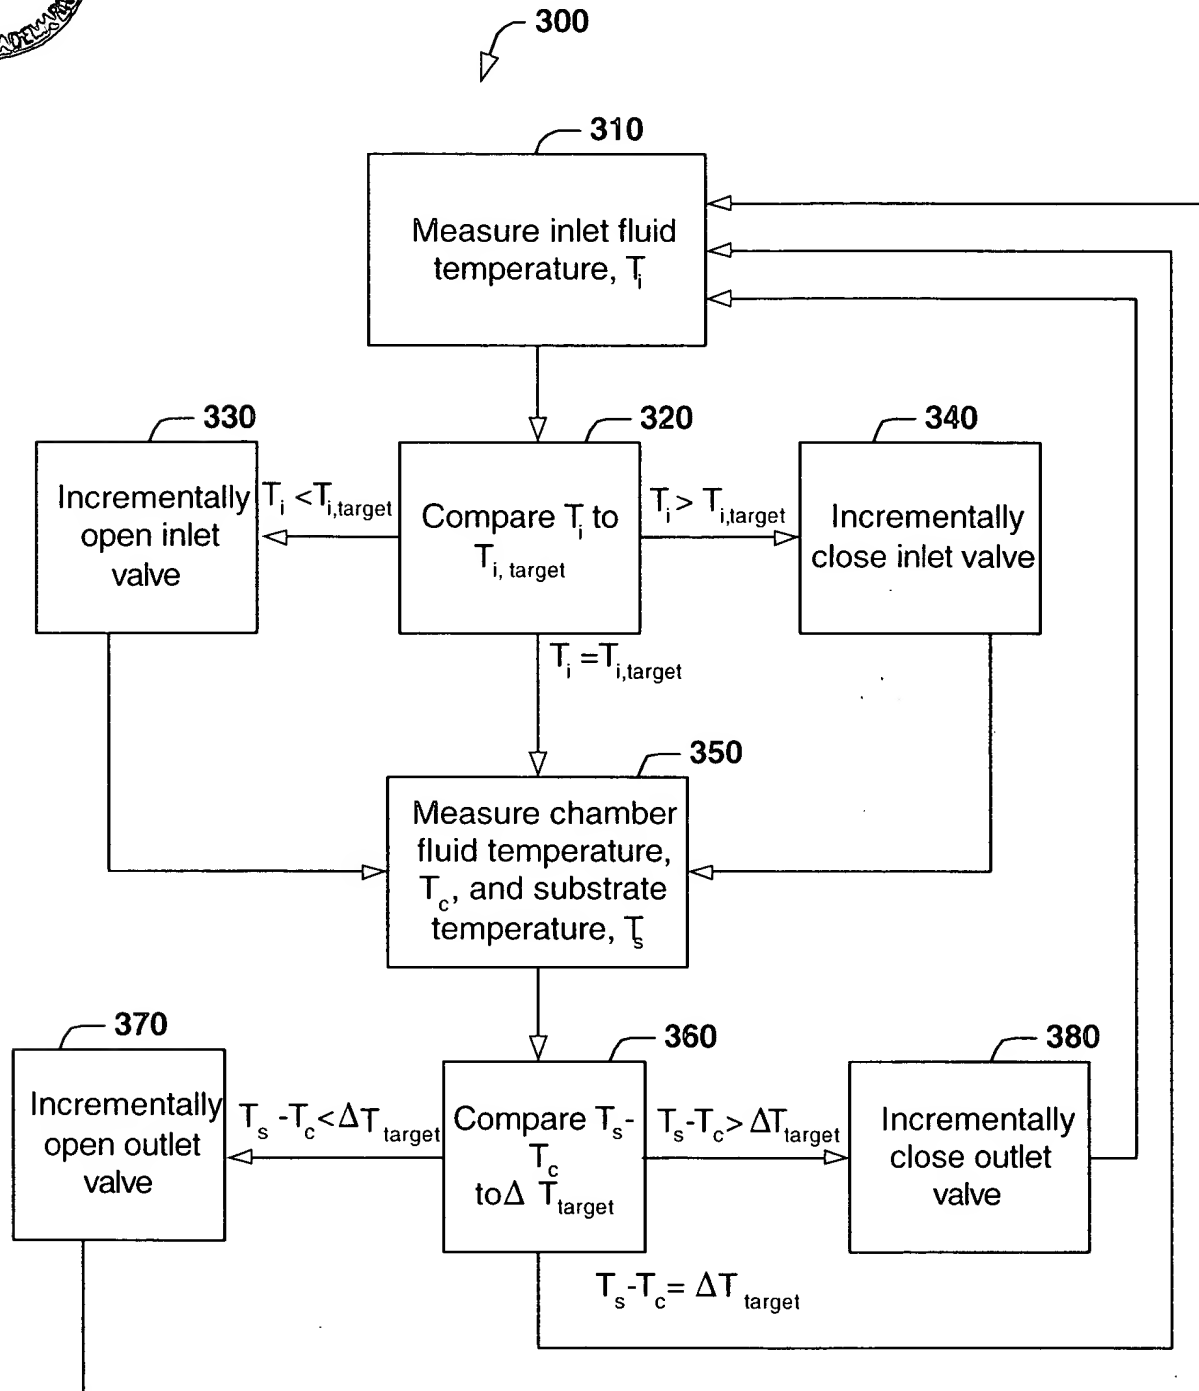 300
310
Measure inlet fluid
temperature, Ti
330
320
340
Incrementally
open inlet
valve
Ti <Ti,target
Compare Ti to
Ti, target
Ti > Ti,target
Incrementally
close inlet valve
Ti =Ti,target
350
Measure chamber
fluid temperature,
Tc, and substrate
temperature, Ts
370
360
380
Incrementally
open outlet
valve
Ts -Tc<ΔTtarget
Compare Ts-
Tc
toΔ Ttarget
Ts-Tc> ΔTtarget
Incrementally
close outlet
valve
Ts-Tc= ΔT target